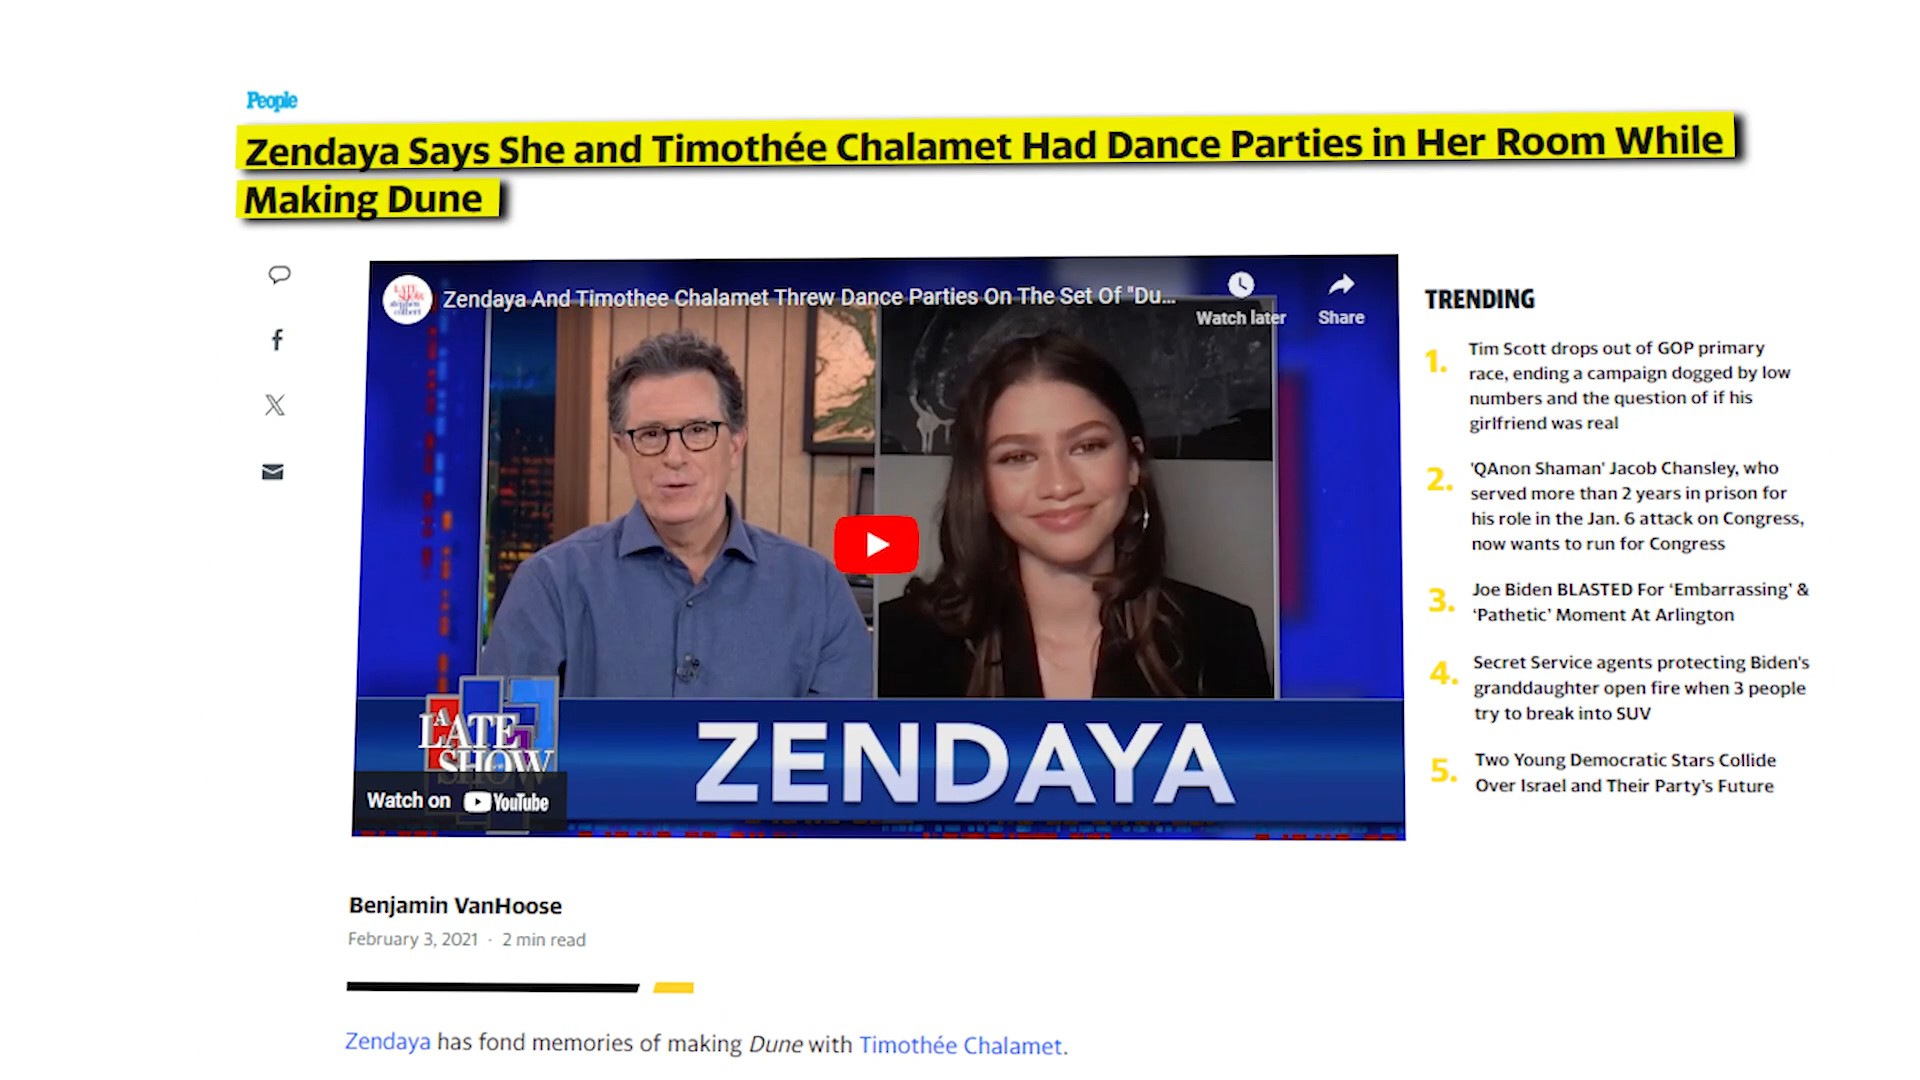 People
Zendaya Says She and Timothée Chalamet Had Dance Parties in Her Room While
Making Dune
LATE
SHOW
Zendaya And Timothee Chalamet Threw Dance Parties On The Set Of "Du...
Watch later
Share
A
LATE
SHOW
ZENDAYA
Watch on YouTube
TRENDING
1. Tim Scott drops out of GOP primary
race, ending a campaign dogged by low
numbers and the question of if his
girlfriend was real
2. 'QAnon Shaman' Jacob Chansley, who
served more than 2 years in prison for
his role in the Jan. 6 attack on Congress,
now wants to run for Congress
3. Joe Biden BLASTED For ‘Embarrassing’ &
‘Pathetic’ Moment At Arlington
4. Secret Service agents protecting Biden's
granddaughter open fire when 3 people
try to break into SUV
5. Two Young Democratic Stars Collide
Over Israel and Their Party’s Future
Benjamin VanHoose
February 3, 2021 · 2 min read
Zendaya has fond memories of making Dune with Timothée Chalamet.